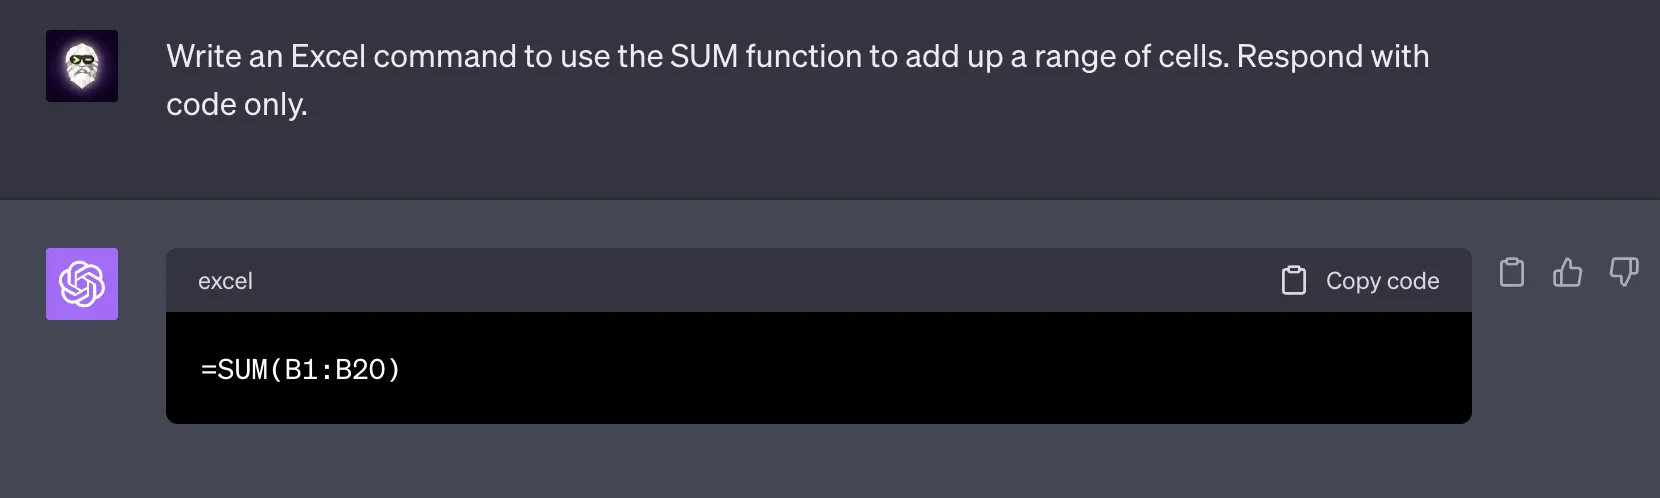 Write an Excel command to use the SUM function to add up a range of cells. Respond with
code only.
excel
Copy code
=SUM(B1:B20)